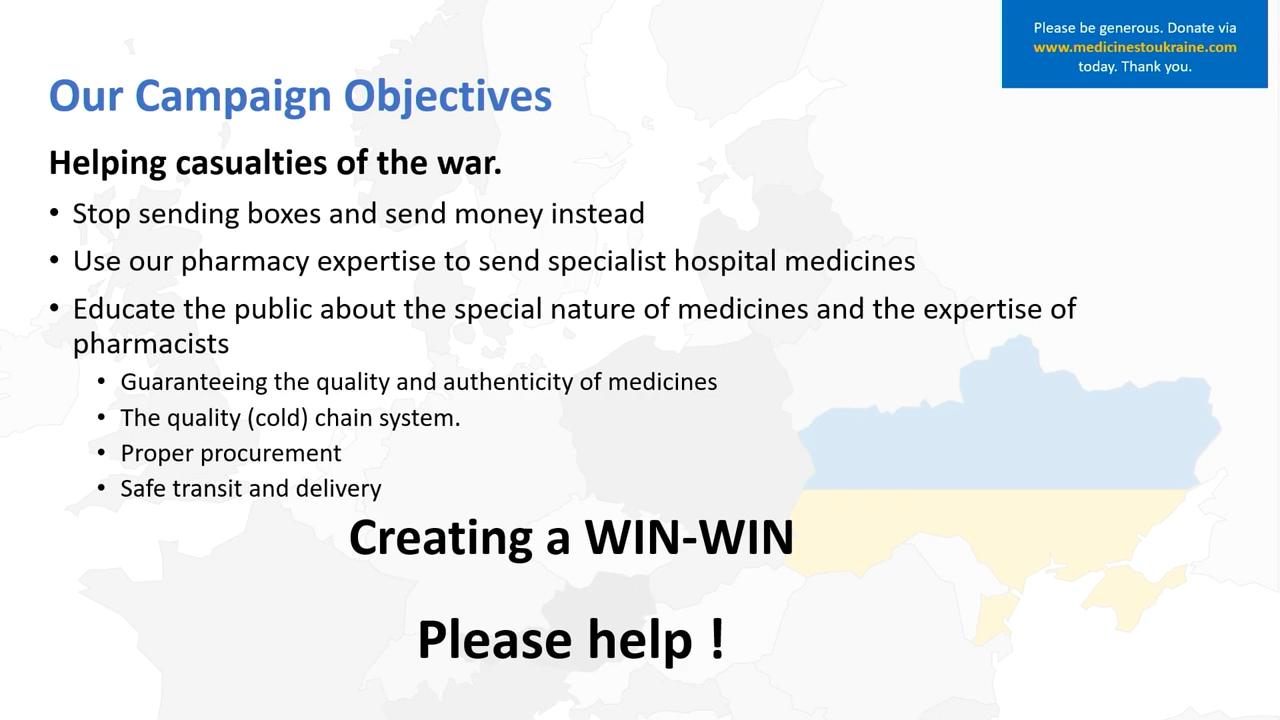 Please be generous. Donate via
www.medicinestoukraine.com
today. Thank you.
Our Campaign Objectives
Helping casualties of the war.
• Stop sending boxes and send money instead
• Use our pharmacy expertise to send specialist hospital medicines
• Educate the public about the special nature of medicines and the expertise of
pharmacists
• Guaranteeing the quality and authenticity of medicines
• The quality (cold) chain system.
• Proper procurement
• Safe transit and delivery
Creating a WIN-WIN
Please help !